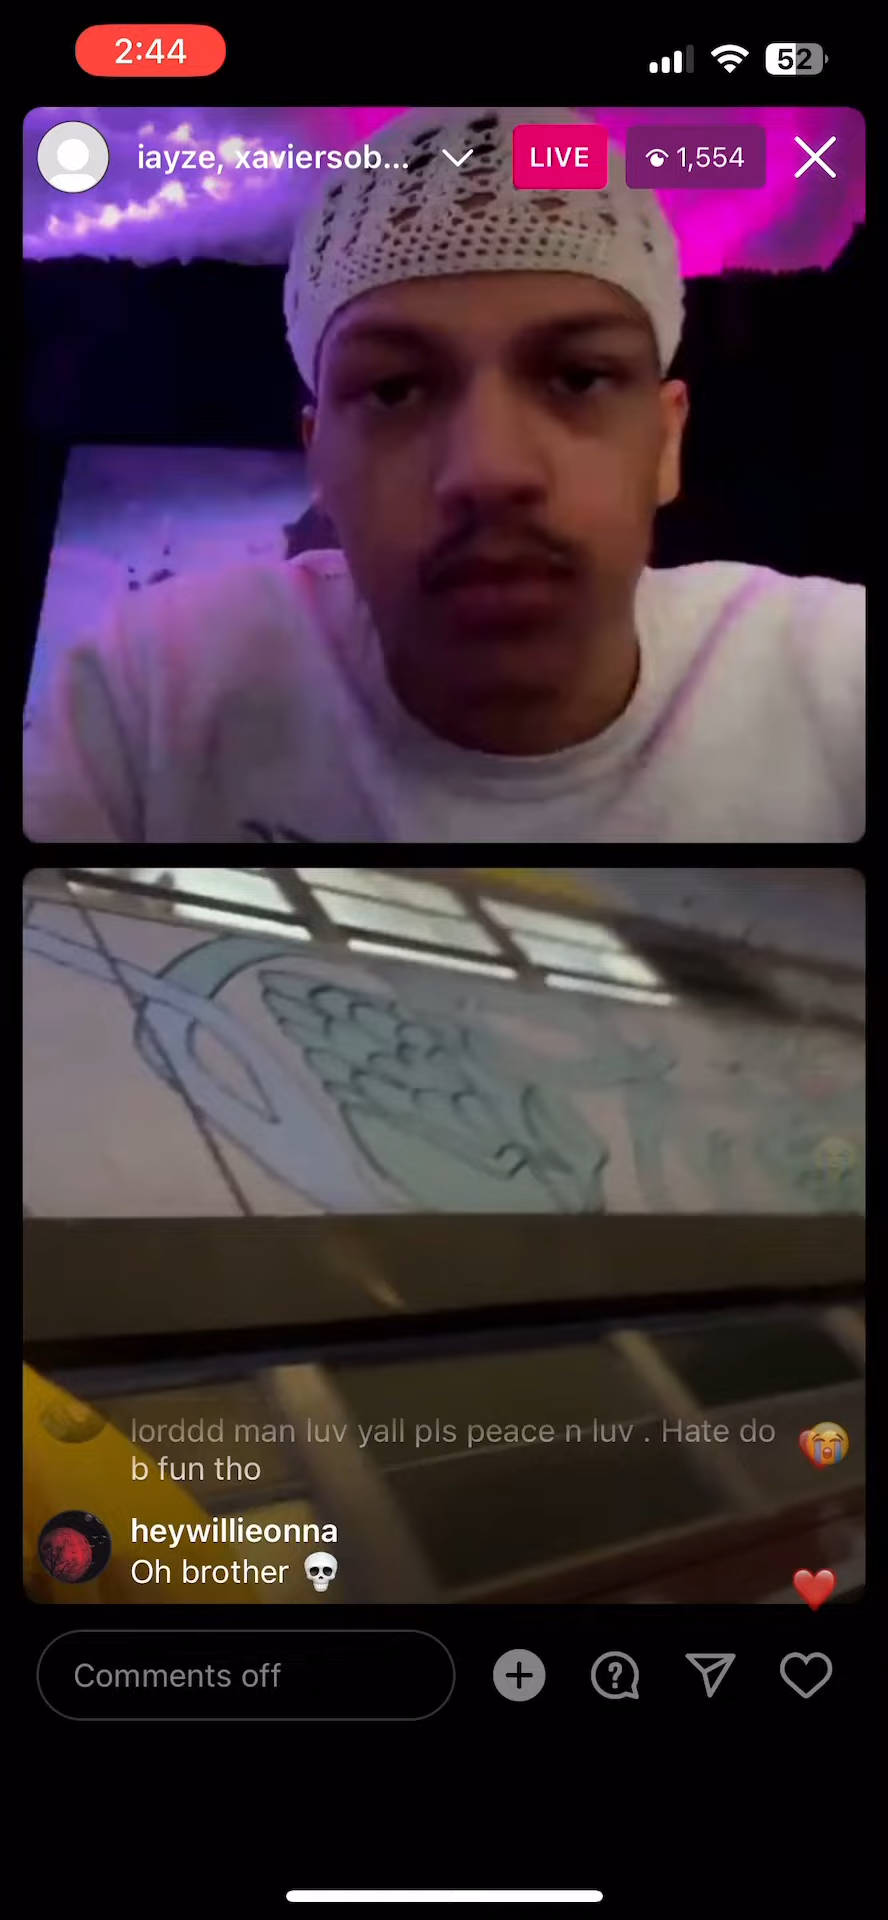 2:44
52
iayze, xaviersob...
LIVE
1,554
lorddd man luv yall pls peace n luv . Hate do
b fun tho
heywillieonna
Oh brother 💀
Comments off